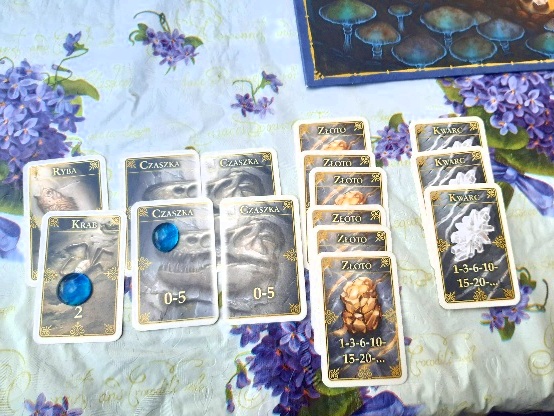 RYBA
CZASZKA
CZASZKA
ZŁOTO
KWARC
ZŁOTO
KWARC
ZŁOTO
KRAB
2
CZASZKA
0-5
CZASZKA
0-5
ZŁOTO
ZŁOTO
ZŁOTO
1-3-6-10-
15-20-...
KWARC
1-3-6-10-
15-20-...